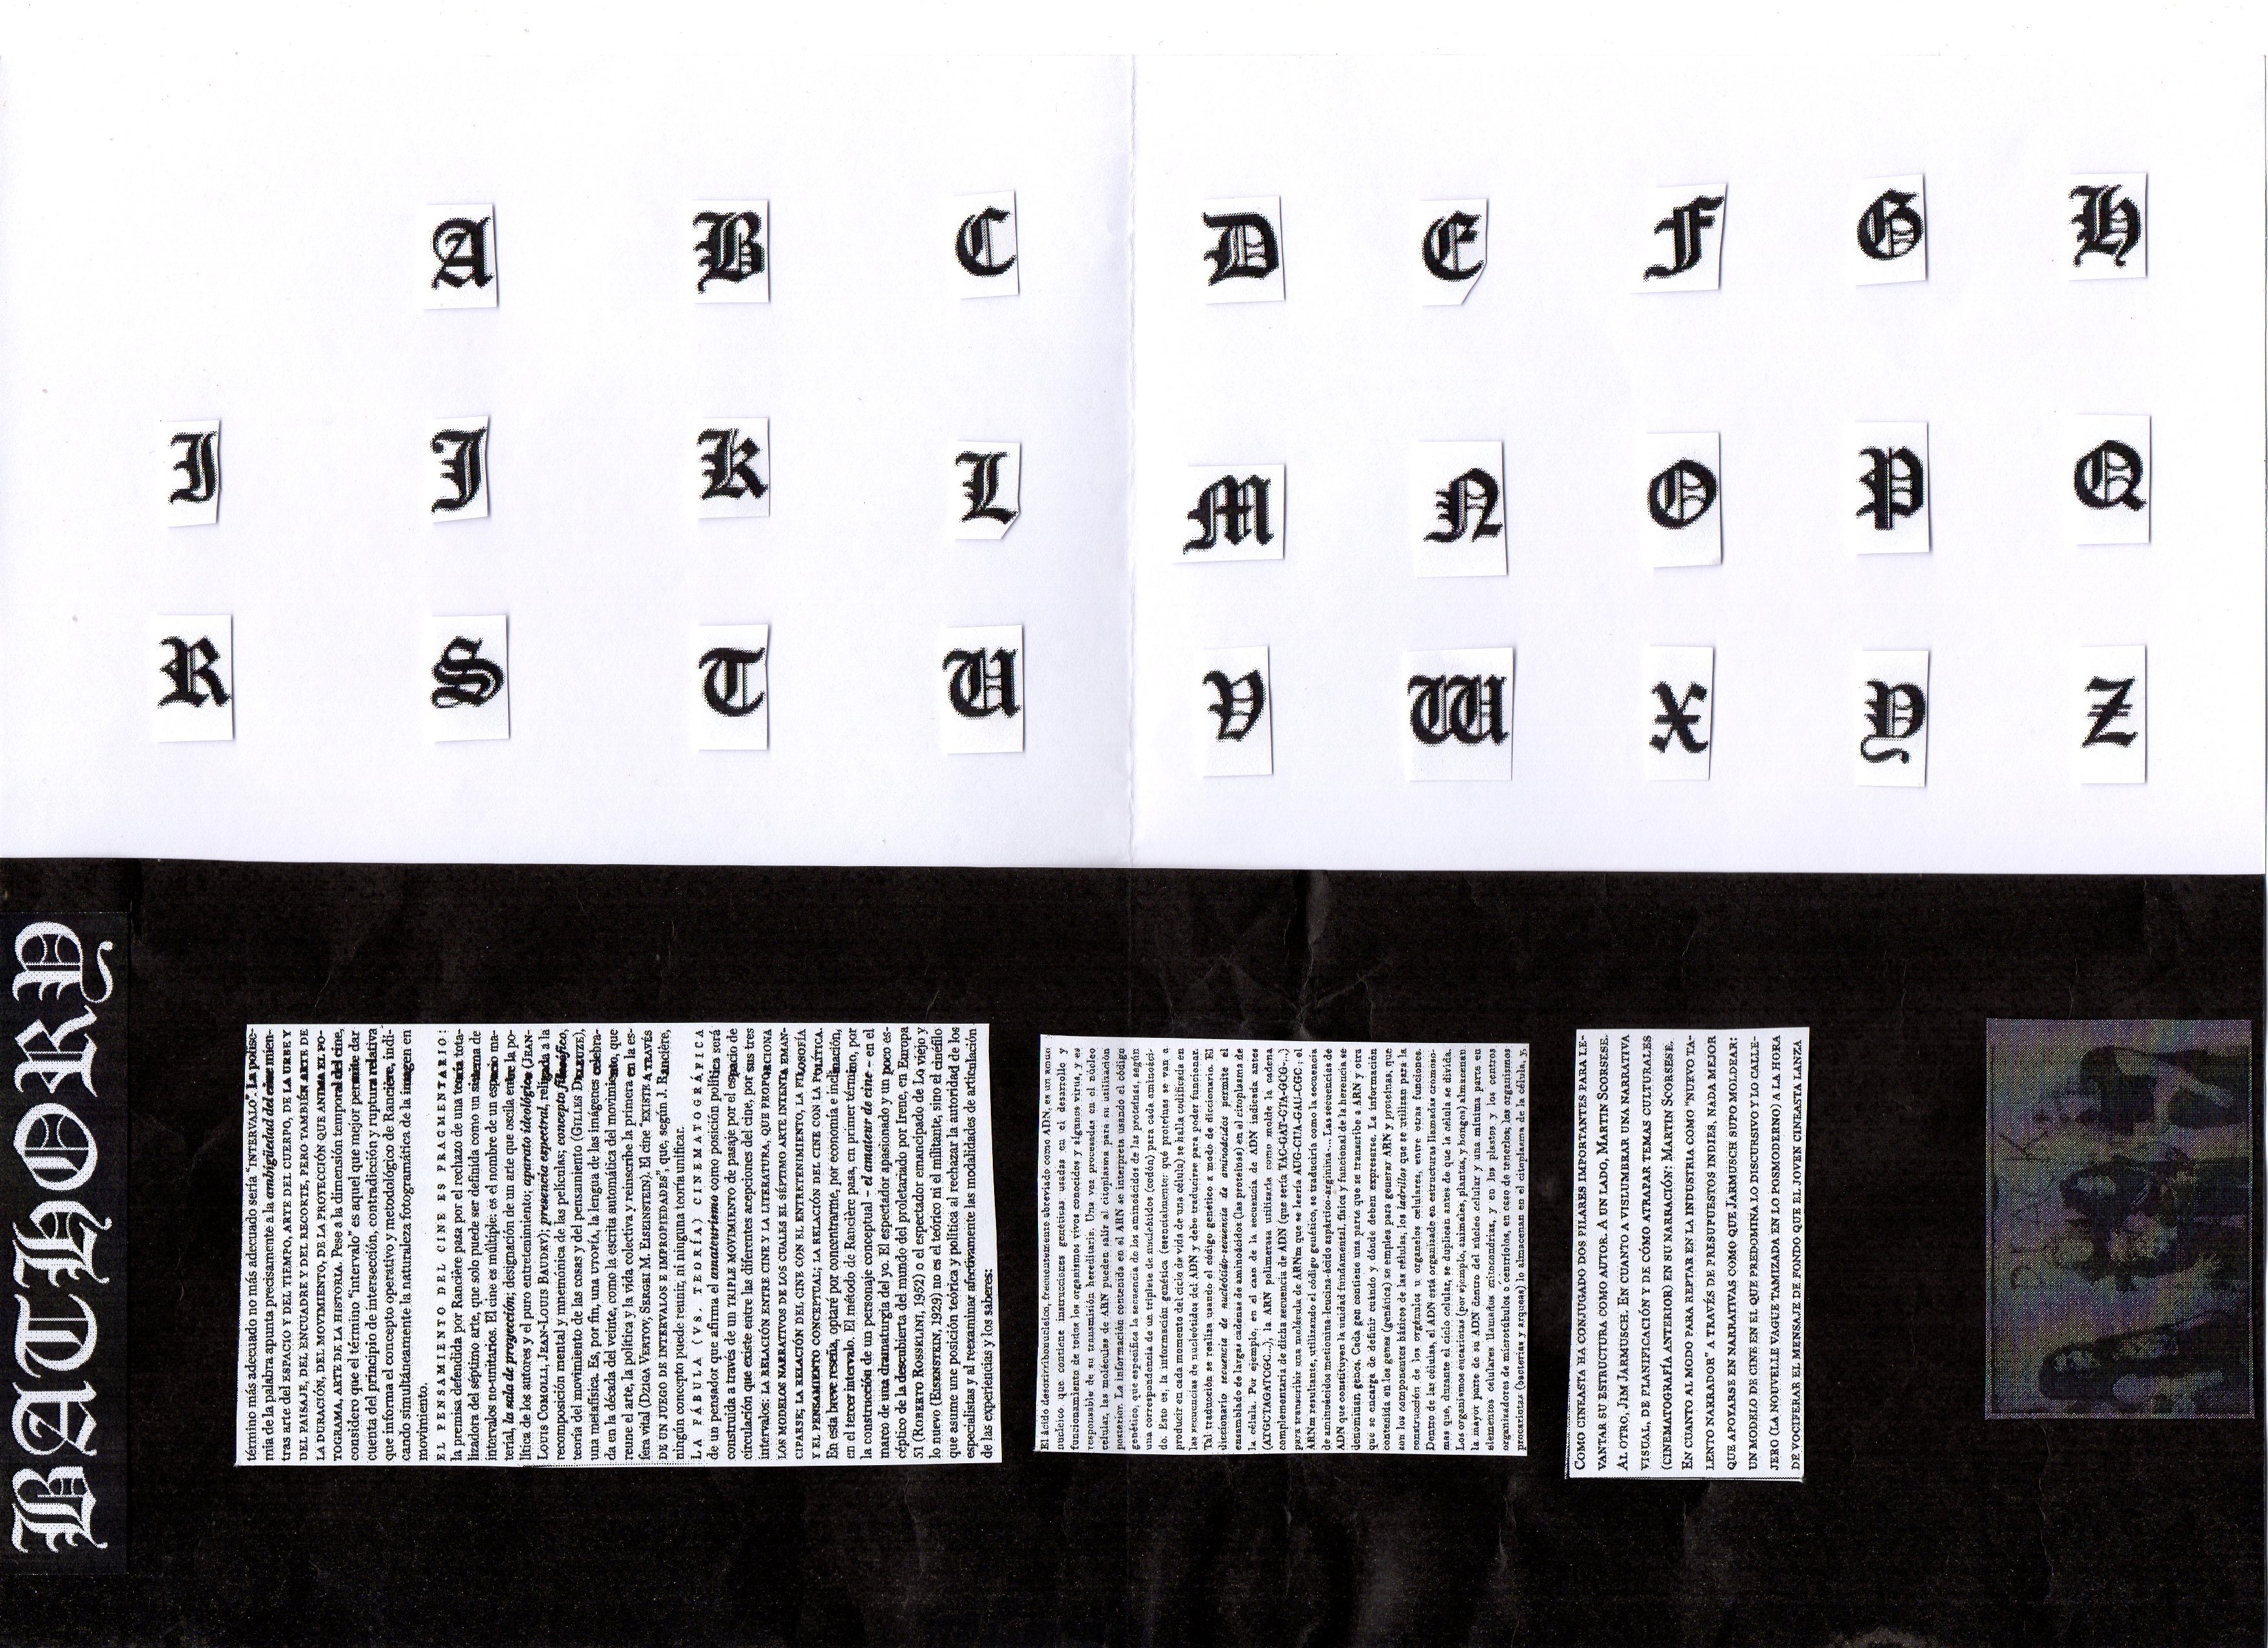 A B C D E F G H
I J K L M N O P Q
R S T U V W X Y Z
BATHORY
término más adecuado no más adecuado sería “INTERVALO”. La polise-
mia de la palabra apunta precisamente a la ambigüedad del cine mien-
tras arte del ESPACIO Y DEL TIEMPO, ARTE DEL CUERPO, DE LA URBE Y
DEL PAISAJE, DEL ENCUADRE Y DEL RECORTE, PERO TAMBIÉN ARTE DE
LA DURACIÓN, DEL MOVIMIENTO, DE LA PROYECCIÓN QUE ANIMA EL FO-
TOGRAMA, ARTE DE LA HISTORIA. Pese a la dimensión temporal del cine,
considero que el término “intervalo” es aquel que mejor permite dar
cuenta del principio de intersección, contradicción y ruptura relativa
que informa el concepto operativo y metodológico de Rancière, indi-
cando simultáneamente la naturaleza fotogramática de la imagen en
movimiento.
EL PENSAMIENTO DEL CINE ES FRAGMENTARIO:
la premisa defendida por Rancière pasa por el rechazo de una teoría tota-
lizadora del séptimo arte, que solo puede ser definida como un sistema de
intervalos no-unitarios. El cine es múltiple: es el nombre de un espacio ma-
terial, la sala de proyección; designación de un arte que oscila entre la po-
lítica de los autores y el puro entretenimiento; aparato ideológico (JEAN-
LOUIS COMOLLI, JEAN-LOUIS BAUDRY); presencia espectral, religada a la
recomposición mental y mnemónica de las películas; concepto filosófico,
teoría del movimiento de las cosas y del pensamiento (GILLES DELEUZE),
una metafísica. Es, por fin, una UTOPÍA, la lengua de las imágenes celebra-
da en la década del veinte, como la escrita automática del movimiento, que
reune el arte, la política y la vida colectiva y reinscribe la primera en la es-
fera vital (DZIGA VERTOV, SERGEI M. EISENSTEIN). El cine “EXISTE A TRAVÉS
DE UN JUEGO DE INTERVALOS E IMPROPIEDADES”, que, según J. Rancière,
ningún concepto puede reunir, ni ninguna teoría unificar.
LA FÁBULA (VS. TEORÍA) CINEMATOGRÁFICA
de un pensador que afirma el amateurismo como posición política será
construida a través de un TRIPLE MOVIMIENTO de pasaje por el espacio de
circulación que existe entre las diferentes acepciones del cine, por sus tres
intervalos: LA RELACIÓN ENTRE CINE Y LA LITERATURA, QUE PROPORCIONA
LOS MODELOS NARRATIVOS DE LOS CUALES EL SÉPTIMO ARTE INTENTA EMAN-
CIPARSE; LA RELACIÓN DEL CINE CON EL ENTRETENIMIENTO, LA FILOSOFÍA
Y EL PENSAMIENTO CONCEPTUAL; LA RELACIÓN DEL CINE CON LA POLÍTICA.
En esta breve reseña, optaré por concentrarme, por economía e inclinación,
en el tercer intervalo. El método de Rancière pasa, en primer término, por
la construcción de un personaje conceptual – el amateur de cine – en el
marco de una dramaturgia del yo. El espectador apasionado y un poco es-
céptico de la descubierta del mundo del proletariado por Irene, en Europa
51 (ROBERTO ROSSELINI, 1952) o el espectador emancipado de Lo viejo y
lo nuevo (EISENSTEIN, 1929) no es el teórico ni el militante, sino el cinéfilo
que asume une posición teórica y política al rechazar la autoridad de los
especialistas y al reexaminar afectivamente las modalidades de articulación
de las experiencias y los saberes:
El ácido desoxirribonucleico, frecuentemente abreviado como ADN, es un ácido
nucleico que contiene instrucciones genéticas usadas en el desarrollo y
funcionamiento de todos los organismos vivos conocidos y algunos virus, y es
responsable de su transmisión hereditaria. Una vez procesadas en el núcleo
celular, las moléculas de ARN pueden salir al citoplasma para su utilización
posterior. La información contenida en el ARN se interpreta usando el código
genético, que especifica la secuencia de los aminoácidos de las proteínas, según
una correspondencia de un triplete de nucleótidos (codón) para cada aminoáci-
do. Esto es, la información genética (esencialmente: qué proteínas se van a
producir en cada momento del ciclo de vida de una célula) se halla codificada en
las secuencias de nucleótidos del ADN y debe traducirse para poder funcionar.
Tal traducción se realiza usando el código genético a modo de diccionario. El
diccionario secuencia de nucleótido-secuencia de aminoácidos permite el
ensamblado de largas cadenas de aminoácidos (las proteínas) en el citoplasma de
la célula. Por ejemplo, en el caso de la secuencia de ADN indicada antes
(ATGCTAGATCGC...), la ARN polimerasa utilizaría como molde la cadena
complementaria de dicha secuencia de ADN (que sería TAC-GAT-CTA-GCG-...)
para transcribir una molécula de ARNm que se leería AUG-CUA-GAU-CGC-; el
ARNm resultante, utilizando el código genético, se traduciría como la secuencia
de aminoácidos metionina-leucina-ácido aspártico-arginina-... Las secuencias de
ADN que constituyen la unidad fundamental, física y funcional de la herencia se
denominan genes. Cada gen contiene una parte que se transcribe a ARN y otra
que se encarga de definir cuándo y dónde deben expresarse. La información
contenida en los genes (genética) se emplea para generar ARN y proteínas, que
son los componentes básicos de las células, los ladrillos que se utilizan para la
construcción de los orgánulos u organelos celulares, entre otras funciones.
Dentro de las células, el ADN está organizado en estructuras llamadas cromoso-
mas que, durante el ciclo celular, se duplican antes de que la célula se divida.
Los organismos eucariotas (por ejemplo, animales, plantas, y hongos) almacenan
la mayor parte de su ADN dentro del núcleo celular y una mínima parte en
elementos celulares llamados mitocondrias, y en los plastos y los centros
organizadores de microtúbulos o centríolos, en caso de tenerlos; los organismos
procariotas (bacterias y arqueas) lo almacenan en el citoplasma de la célula, y,
COMO CINEASTA HA CONJUGADO DOS PILARES IMPORTANTES PARA LE-
VANTAR SU ESTRUCTURA COMO AUTOR. A UN LADO, MARTIN SCORSESE.
AL OTRO, JIM JARMUSCH. EN CUANTO A VISLUMBRAR UNA NARRATIVA
VISUAL, DE PLANIFICACIÓN Y DE CÓMO ATRAPAR TEMAS CULTURALES
(CINEMATOGRAFÍA ANTERIOR) EN SU NARRACIÓN: MARTIN SCORSESE.
EN CUANTO AL MODO PARA REPTAR EN LA INDUSTRIA COMO “NUEVO TA-
LENTO NARRADOR” A TRAVÉS DE PRESUPUESTOS INDIES, NADA MEJOR
QUE APOYARSE EN NARRATIVAS COMO QUE JARMUSCH SUPO MOLDEAR:
UN MODELO DE CINE EN EL QUE PREDOMINA LO DISCURSIVO Y LO CALLE-
JERO (LA NOUVELLE VAGUE TAMIZADA EN LO POSMODERNO) A LA HORA
DE VOCIFERAR EL MENSAJE DE FONDO QUE EL JOVEN CINEASTA LANZA